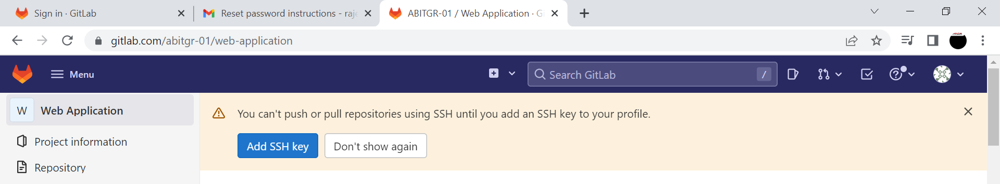 Sign in · GitLab
Reset password instructions - raje
ABITGR-01 / Web Application · Gi
gitlab.com/abitgr-01/web-application
Menu
Search GitLab
/
W
Web Application
You can't push or pull repositories using SSH until you add an SSH key to your profile.
Project information
Add SSH key
Don't show again
Repository